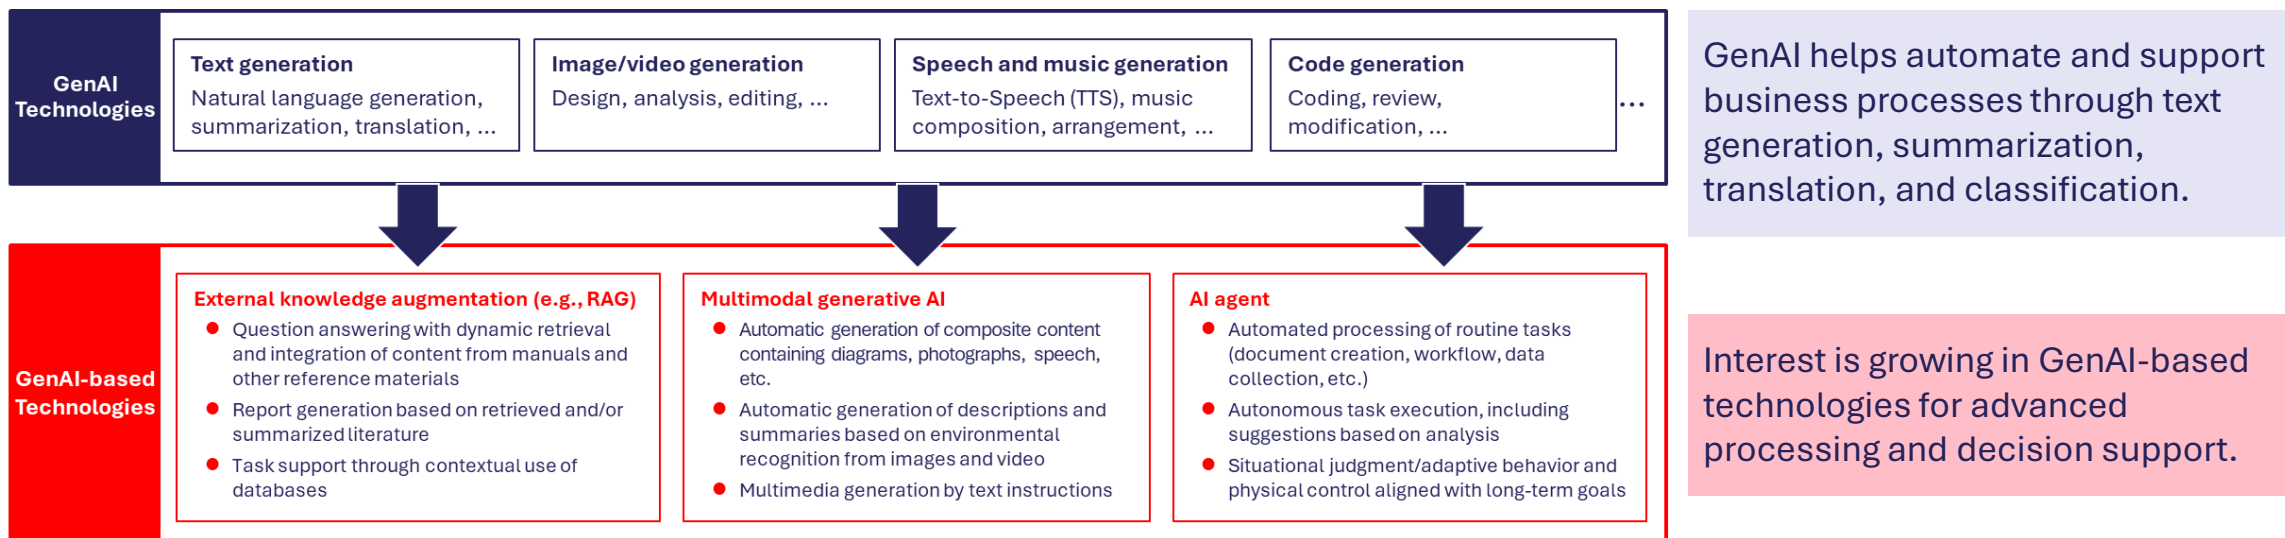 GenAI
Technologies
Text generation
Natural language generation,
summarization, translation, ...
Image/video generation
Design, analysis, editing, ...
Speech and music generation
Text-to-Speech (TTS), music
composition, arrangement, ...
Code generation
Coding, review,
modification, ...
...
GenAI helps automate and support
business processes through text
generation, summarization,
translation, and classification.
GenAI-based
Technologies
External knowledge augmentation (e.g., RAG)
Question answering with dynamic retrieval
and integration of content from manuals and
other reference materials
Report generation based on retrieved and/or
summarized literature
Task support through contextual use of
databases
Multimodal generative AI
Automatic generation of composite content
containing diagrams, photographs, speech,
etc.
Automatic generation of descriptions and
summaries based on environmental
recognition from images and video
Multimedia generation by text instructions
AI agent
Automated processing of routine tasks
(document creation, workflow, data
collection, etc.)
Autonomous task execution, including
suggestions based on analysis
Situational judgment/adaptive behavior and
physical control aligned with long-term goals
Interest is growing in GenAI-based
technologies for advanced
processing and decision support.